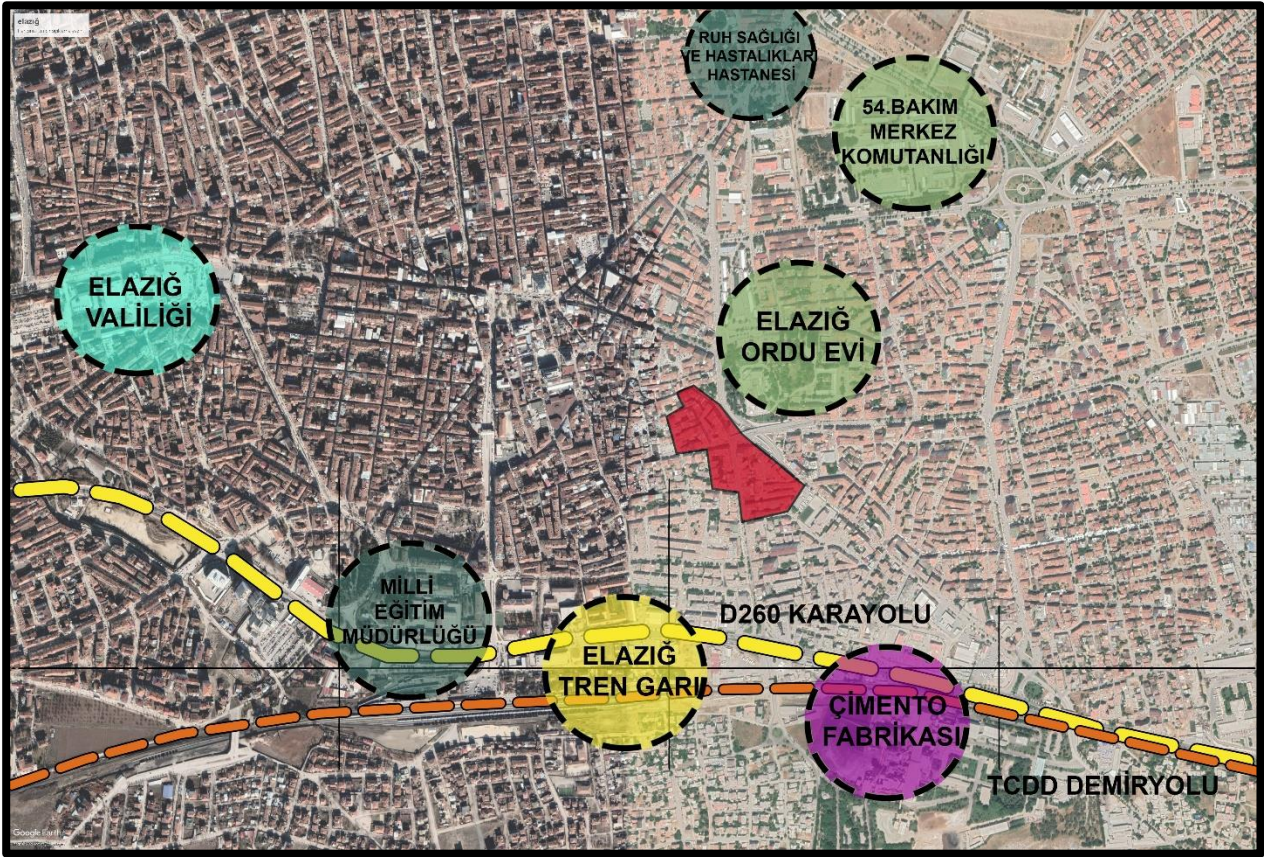 elazığ
RUH SAĞLIĞI
VE HASTALIKLARI
HASTANESİ
54.BAKIM
MERKEZ
KOMUTANLIĞI
ELAZIĞ
VALİLİĞİ
ELAZIĞ
ORDU EVİ
MİLLİ
EĞİTİM
MÜDÜRLÜĞÜ
D260 KARAYOLU
ELAZIĞ
TREN GARI
ÇİMENTO
FABRİKASI
TCDD DEMİRYOLU
Google Earth